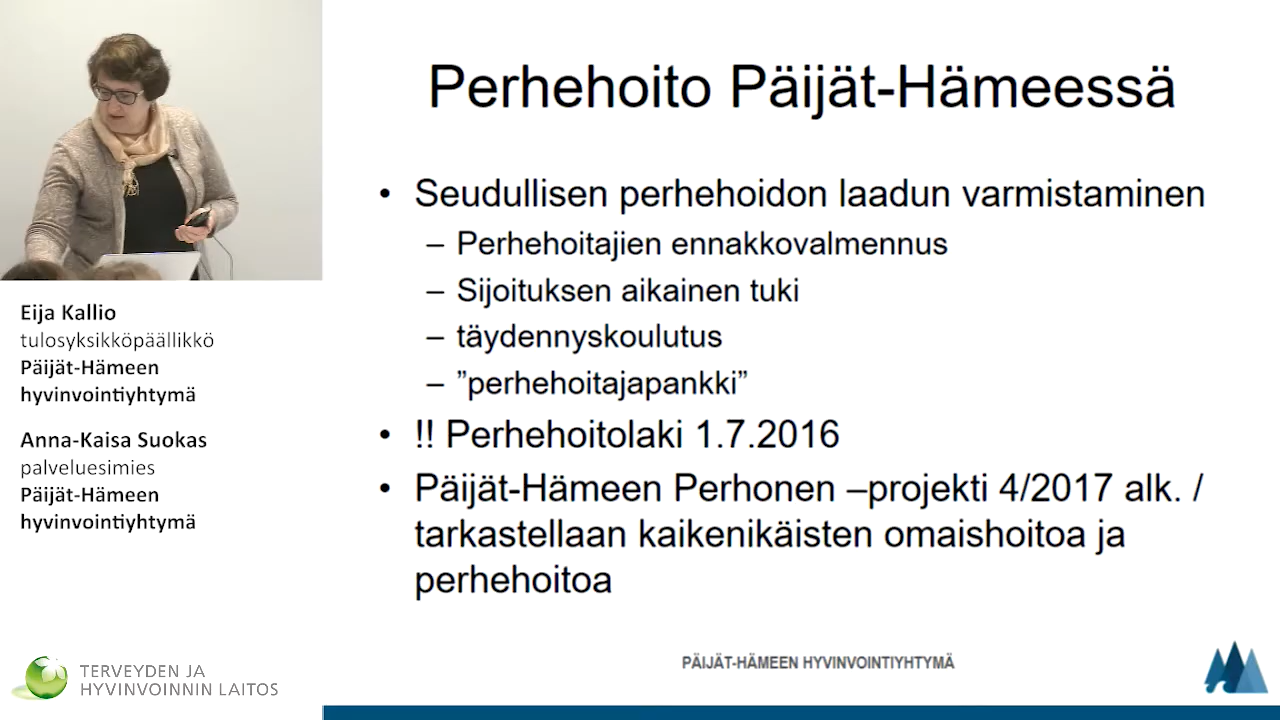 Perhehoito Päijät-Hämeessä
• Seudullisen perhehoidon laadun varmistaminen
– Perhehoitajien ennakkovalmennus
– Sijoituksen aikainen tuki
– täydennyskoulutus
– ”perhehoitajapankki”
• !! Perhehoitolaki 1.7.2016
• Päijät-Hämeen Perhonen –projekti 4/2017 alk. /
tarkastellaan kaikenikäisten omaishoitoa ja
perhehoitoa
PÄIJÄT-HÄMEEN HYVINVOINTIYHTYMÄ
Eija Kallio
tulosyksikköpäällikkö
Päijät-Hämeen
hyvinvointiyhtymä
Anna-Kaisa Suokas
palveluesimies
Päijät-Hämeen
hyvinvointiyhtymä
TERVEYDEN JA
HYVINVOINNIN LAITOS